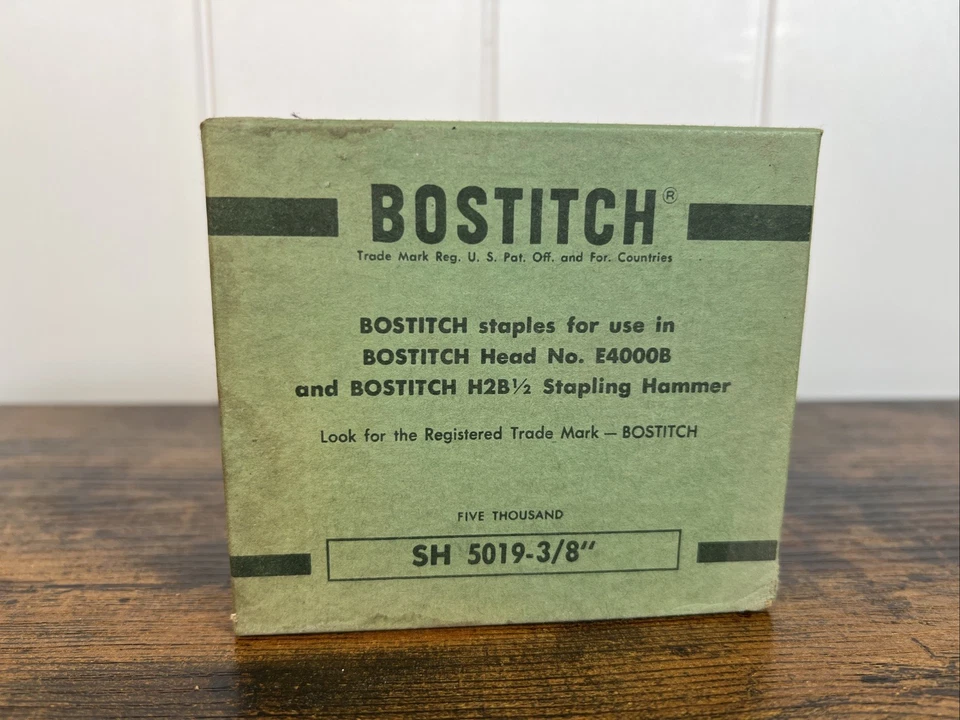 BOSTITCH®
Trade Mark Reg. U. S. Pat. Off. and For. Countries
BOSTITCH staples for use in
BOSTITCH Head No. E4000B
and BOSTITCH H2B½ Stapling Hammer
Look for the Registered Trade Mark — BOSTITCH
FIVE THOUSAND
SH 5019-3/8"